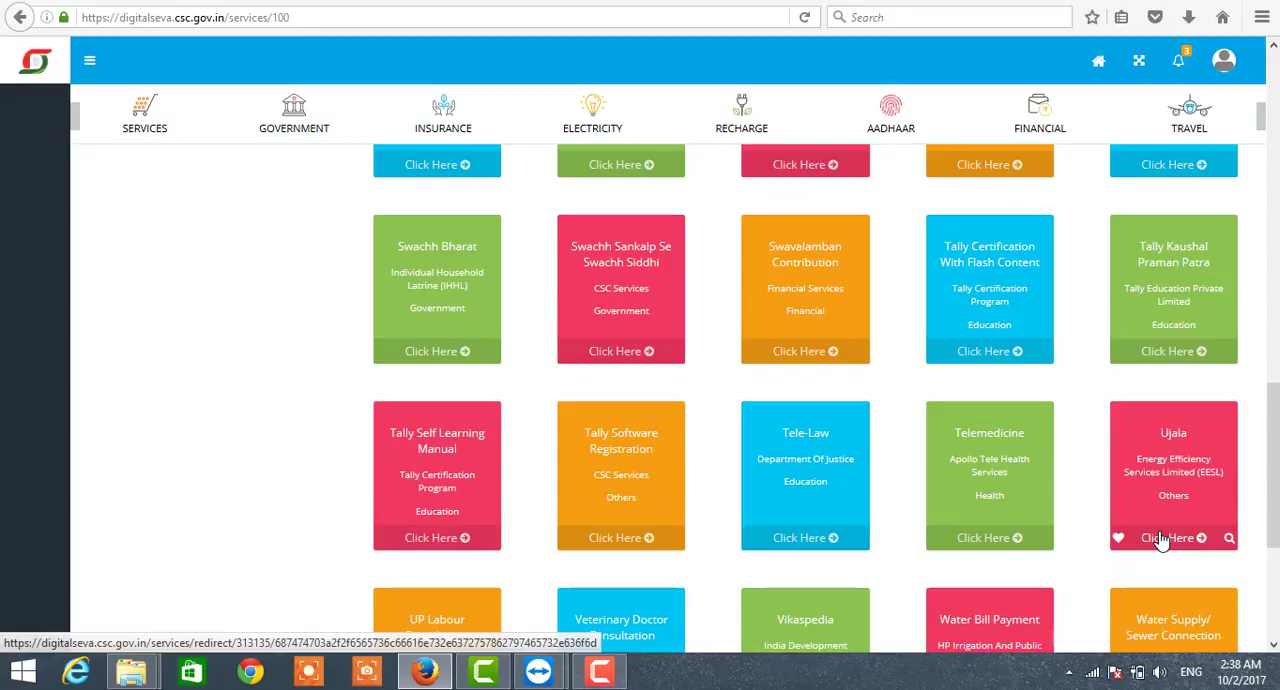 https://digitalseva.csc.gov.in/services/100
Search
3
SERVICES
GOVERNMENT
INSURANCE
ELECTRICITY
RECHARGE
AADHAAR
FINANCIAL
TRAVEL
Click Here
Click Here
Click Here
Click Here
Click Here
Swachh Bharat
Individual Household
Latrine (IHHL)
Government
Click Here
Swachh Sankalp Se
Swachh Siddhi
CSC Services
Government
Click Here
Swavalamban
Contribution
Financial Services
Financial
Click Here
Tally Certification
With Flash Content
Tally Certification
Program
Education
Click Here
Tally Kaushal
Praman Patra
Tally Education Private
Limited
Education
Click Here
Tally Self Learning
Manual
Tally Certification
Program
Education
Click Here
Tally Software
Registration
CSC Services
Others
Click Here
Tele-Law
Department Of Justice
Education
Click Here
Telemedicine
Apollo Tele Health
Services
Health
Click Here
Ujala
Energy Efficiency
Services Limited (EESL)
Others
Click Here
UP Labour
Veterinary Doctor
Consultation
Vikaspedia
India Development
Water Bill Payment
HP Irrigation And Public
Water Supply/
Sewer Connection
https://digitalseva.csc.gov.in/services/redirect/313135/687474703a2f2f6565736c66616e732e6372757862797465732e636f6d
ENG
2:38 AM
10/2/2017